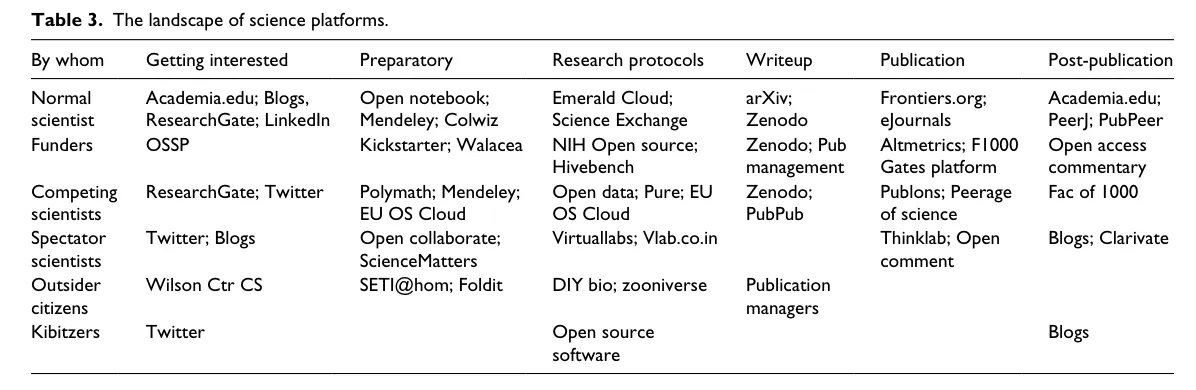 Table 3. The landscape of science platforms.
By whom Getting interested Preparatory Research protocols Writeup Publication Post-publication
Normal Academia.edu; Blogs, Open notebook; Emerald Cloud; arXiv; Frontiers.org; Academia.edu;
scientist ResearchGate; LinkedIn Mendeley; Colwiz Science Exchange Zenodo eJournals PeerJ; PubPeer
Funders OSSP Kickstarter; Walacea NIH Open source; Zenodo; Pub Altmetrics; F1000 Open access
Hivebench management Gates platform commentary
Competing ResearchGate; Twitter Polymath; Mendeley; Open data; Pure; EU Zenodo; Publons; Peerage Fac of 1000
scientists EU OS Cloud OS Cloud PubPub of science
Spectator Twitter; Blogs Open collaborate; Virtuallabs; Vlab.co.in Thinklab; Open Blogs; Clarivate
scientists ScienceMatters comment
Outsider Wilson Ctr CS SETI@hom; Foldit DIY bio; zooniverse Publication
citizens managers
Kibitzers Twitter Open source Blogs
software